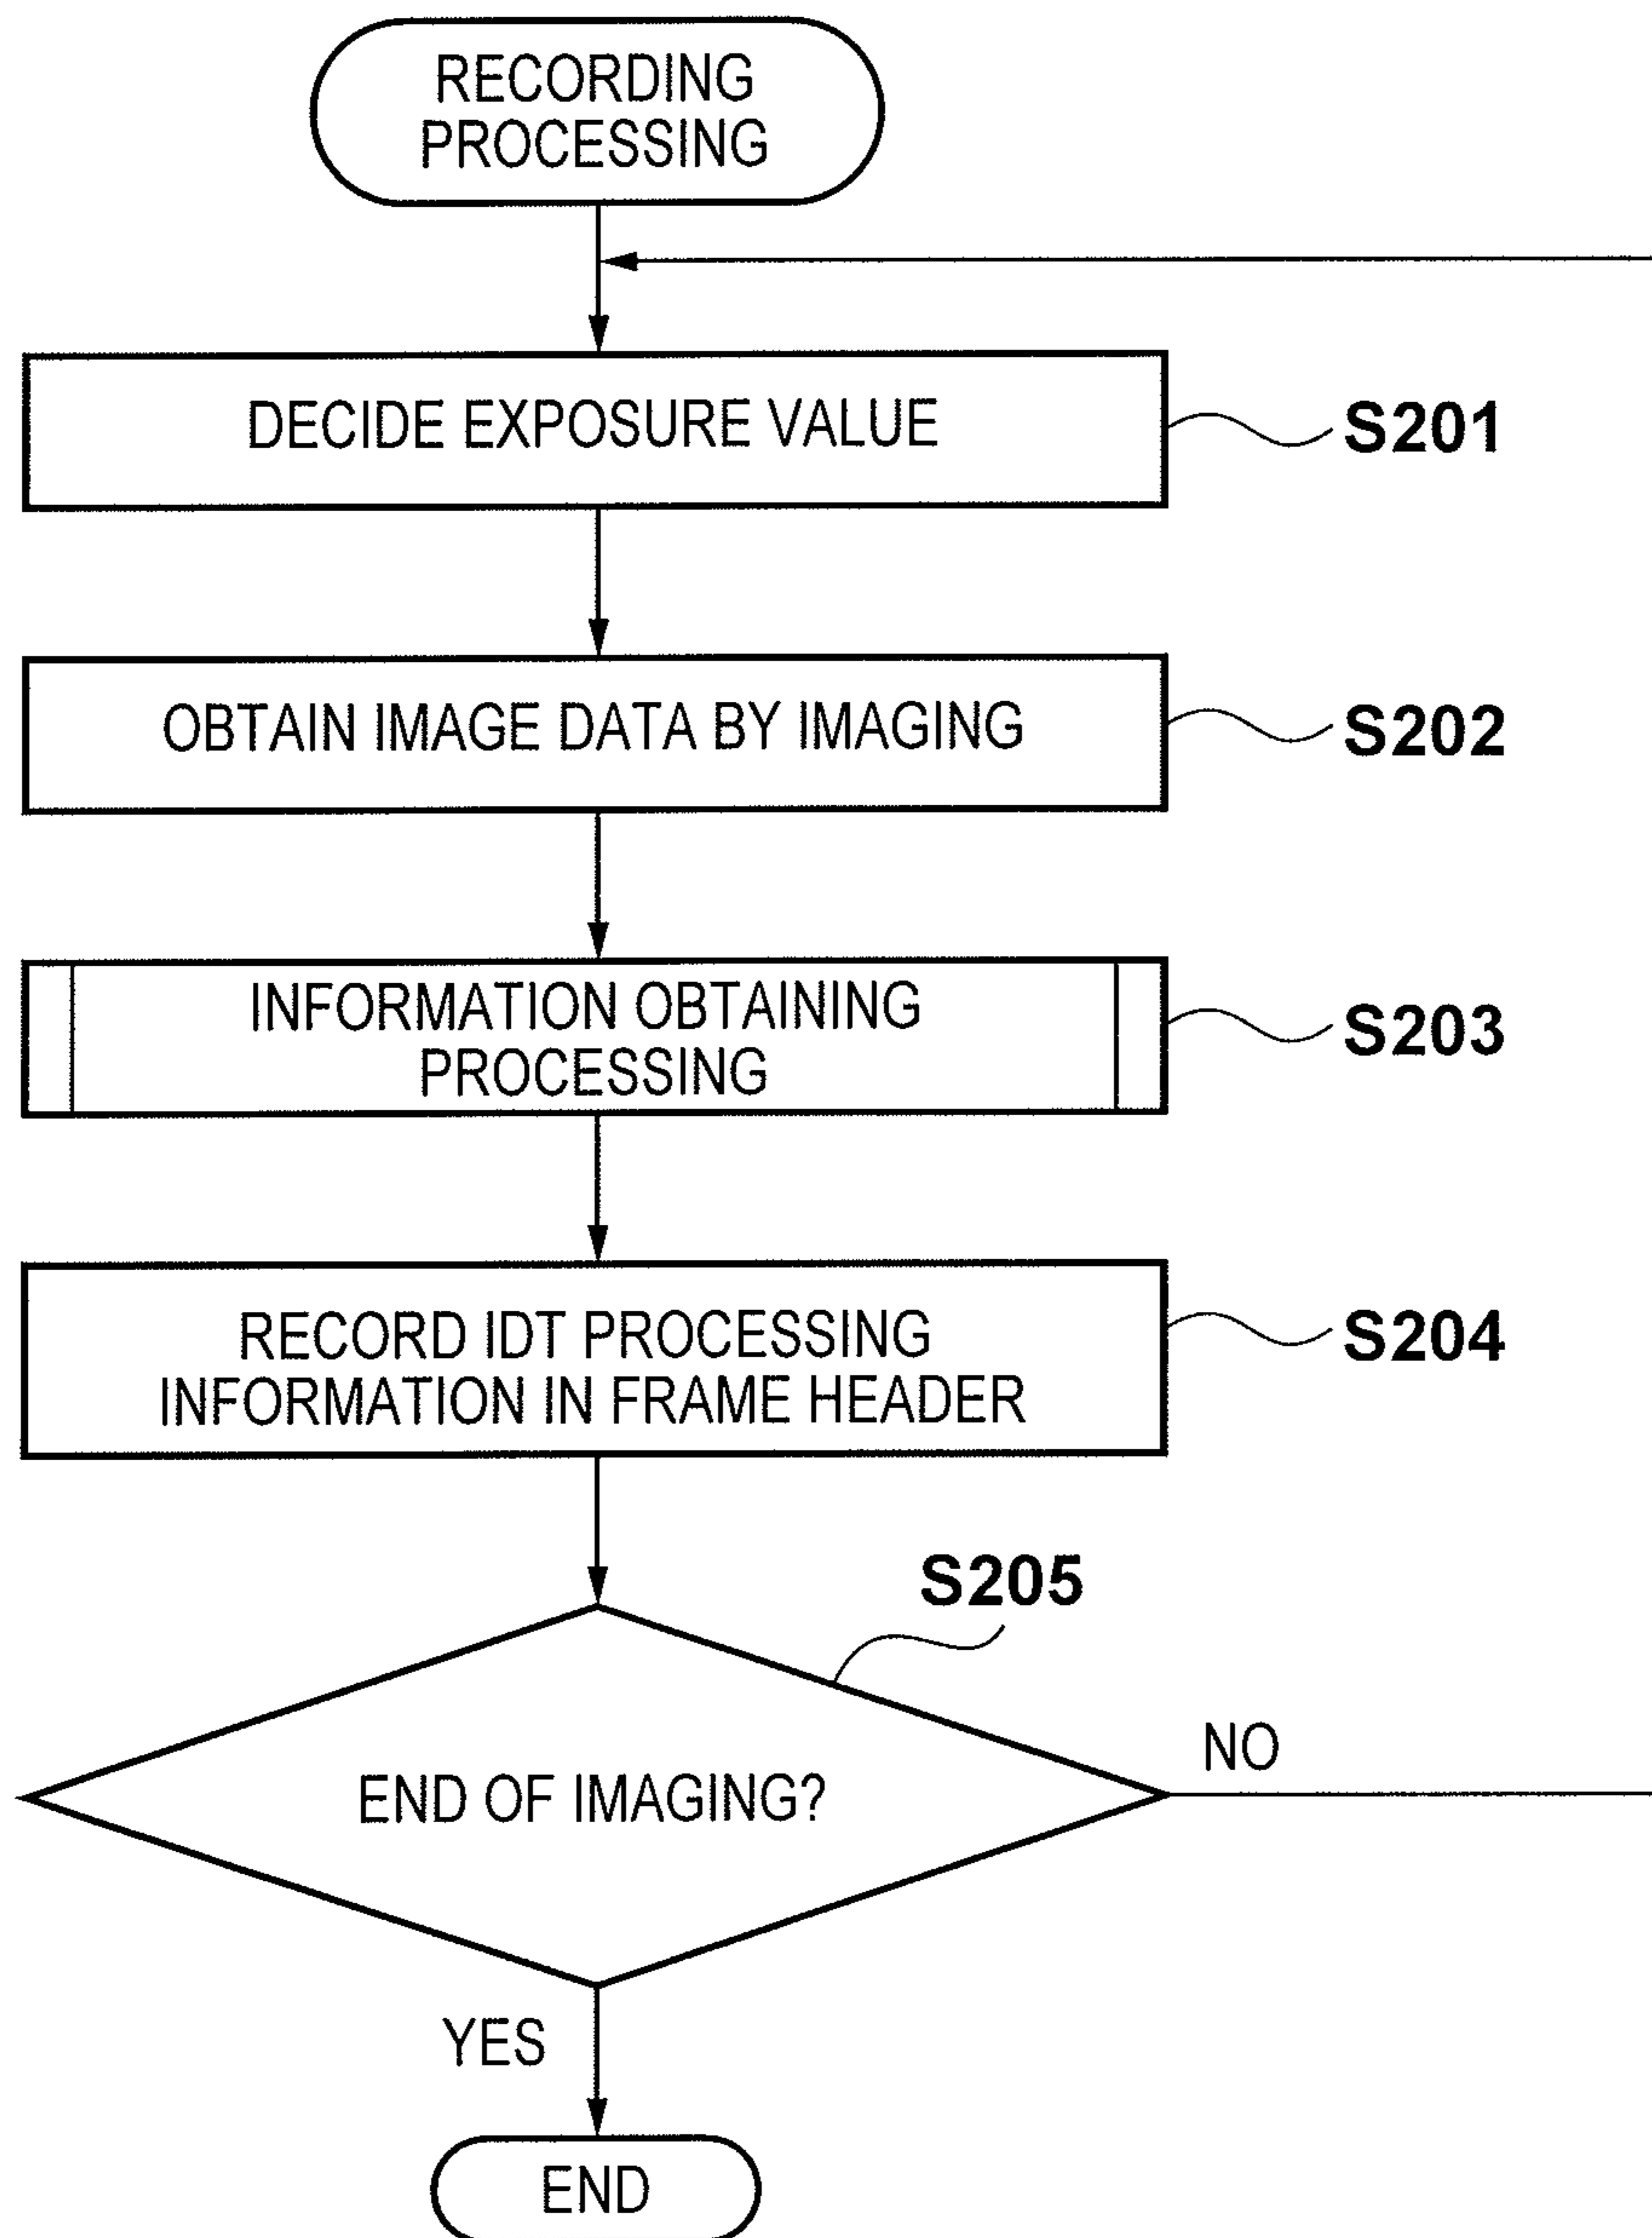 RECORDING
PROCESSING
DECIDE EXPOSURE VALUE
S201
OBTAIN IMAGE DATA BY IMAGING
S202
INFORMATION OBTAINING
PROCESSING
S203
RECORD IDT PROCESSING
INFORMATION IN FRAME HEADER
S204
S205
END OF IMAGING?
NO
YES
END